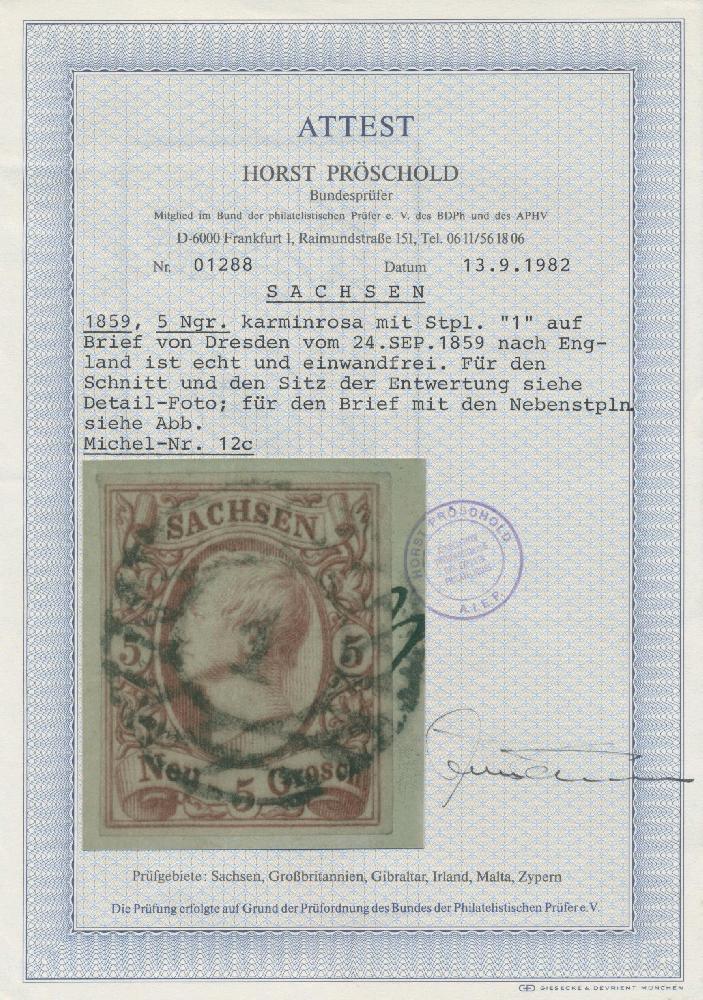 ATTEST
HORST PRÖSCHOLD
Bundesprüfer
Mitglied im Bund der philatelistischen Prüfer e. V. des BDPh und des APHV
D-6000 Frankfurt 1, Raimundstraße 151, Tel. 06 11/56 18 06
Nr. 01288 Datum 13.9.1982
SACHSEN
1859, 5 Ngr. karminrosa mit Stpl. "1" auf
Brief von Dresden vom 24.SEP.1859 nach Eng-
land ist echt und einwandfrei. Für den
Schnitt und den Sitz der Entwertung siehe
Detail-Foto; für den Brief mit den Nebenstpln.
siehe Abb.
Michel-Nr. 12c
SACHSEN
5 5
Neu 5 Grosch
HORST PRÖSCHOLD
A.I.E.P.
Prüfgebiete: Sachsen, Großbritannien, Gibraltar, Irland, Malta, Zypern
Die Prüfung erfolgte auf Grund der Prüfordnung des Bundes der Philatelistischen Prüfer e.V.
GIESECKE & DEVRIENT MÜNCHEN